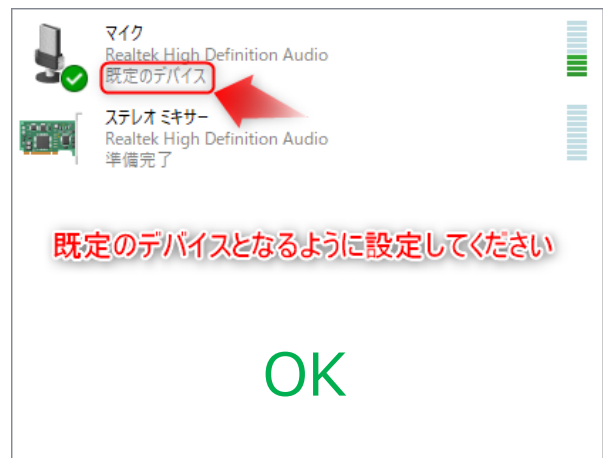 マイク
Realtek High Definition Audio
既定のデバイス
ステレオ ミキサー
Realtek High Definition Audio
準備完了
既定のデバイスとなるように設定してください
OK